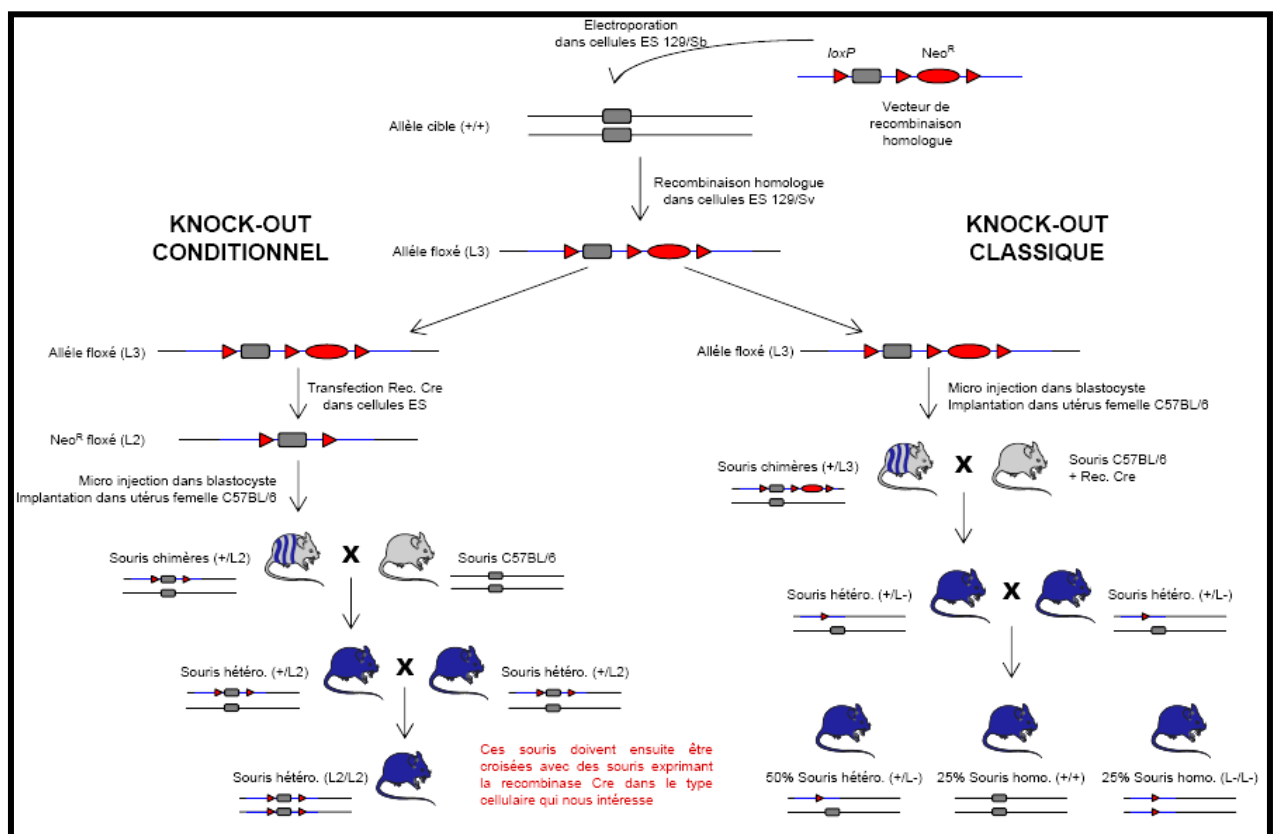 Electroporation
dans cellules ES 129/Sb
loxP
Neo^R
Vecteur de
recombinaison
homologue
Allèle cible (+/+)
Recombinaison homologue
dans cellules ES 129/Sv
KNOCK-OUT
CONDITIONNEL
KNOCK-OUT
CLASSIQUE
Allèle floxé (L3)
Alléle floxé (L3)
Transfection Rec. Cre
dans cellules ES
Neo^R floxé (L2)
Micro injection dans blastocyste
Implantation dans utérus femelle C57BL/6
Souris chimères (+/L2)
X
Souris C57BL/6
Souris hétéro. (+/L2)
X
Souris hétéro. (+/L2)
Souris hétéro. (L2/L2)
Ces souris doivent ensuite être
croisées avec des souris exprimant
la recombinase Cre dans le type
cellulaire qui nous intéresse
Alléle floxé (L3)
Micro injection dans blastocyste
Implantation dans utérus femelle C57BL/6
Souris chimères (+/L3)
X
Souris C57BL/6
+ Rec. Cre
Souris hétéro. (+/L-)
X
Souris hétéro. (+/L-)
50% Souris hétéro. (+/L-)
25% Souris homo. (+/+)
25% Souris homo. (L-/L-)